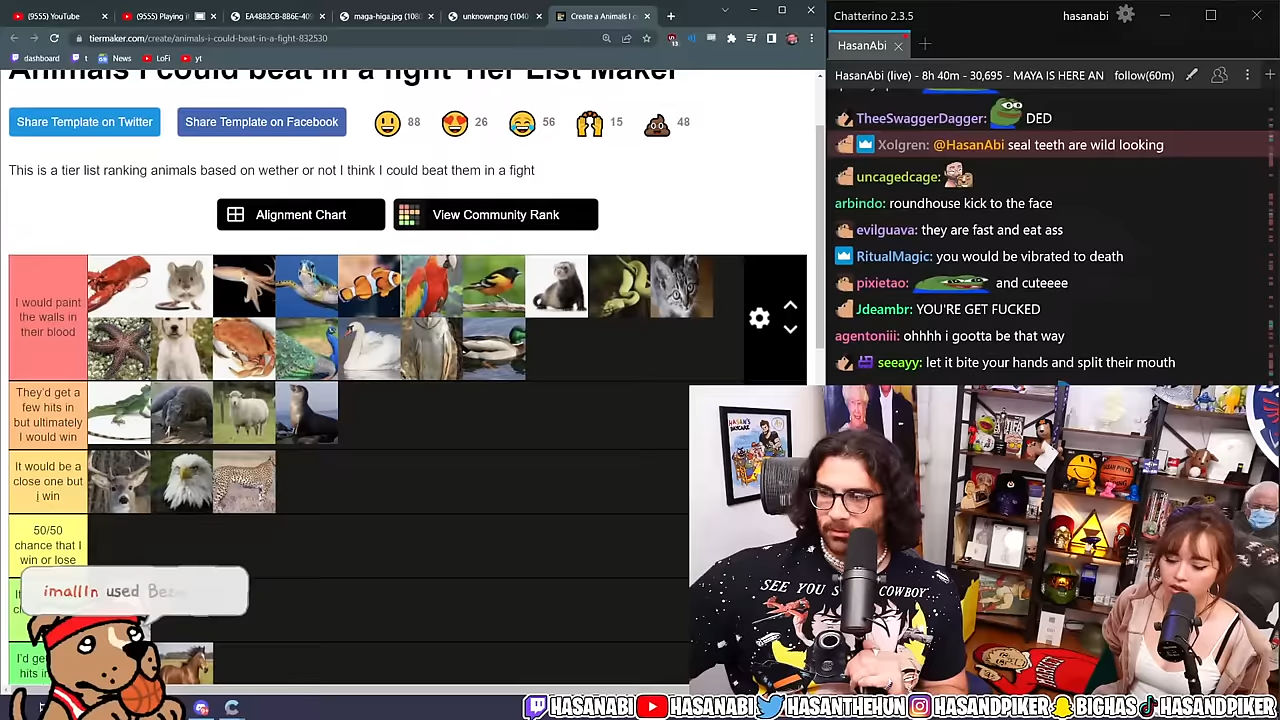 (9555) YouTube
(9555) Playing i
EA4883CB-886E-409
maga-higa.jpg (108
unknown.png (1040
Create a Animals I c
tiermaker.com/create/animals-i-could-beat-in-a-fight-832530
dashboard
t
News
LoFi
yt
Animals I could beat in a fight Tier List Maker
Share Template on Twitter
Share Template on Facebook
88
26
56
15
48
This is a tier list ranking animals based on wether or not I think I could beat them in a fight
Alignment Chart
View Community Rank
I would paint
the walls in
their blood
They'd get a
few hits in
but ultimately
I would win
It would be a
close one but
i win
50/50
chance that I
win or lose
I'd ge
hits in
imallln used Bez
Chatterino 2.3.5
hasanabi
HasanAbi
HasanAbi (live) - 8h 40m - 30,695 - MAYA IS HERE AN
follow(60m)
TheeSwaggerDagger: DED
Xolgren: @HasanAbi seal teeth are wild looking
uncagedcage:
arbindo: roundhouse kick to the face
evilguava: they are fast and eat ass
RitualMagic: you would be vibrated to death
pixietao: and cuteeee
Jdeambr: YOU'RE GET FUCKED
agentoniii: ohhhh i gootta be that way
seeayy: let it bite your hands and split their mouth
HASAN'S
SEE YOU S COWBOY
HASANABI
HASANABI
HASANTHEHUN
HASANDPIKER
BIGHAS
HASANDPIKER